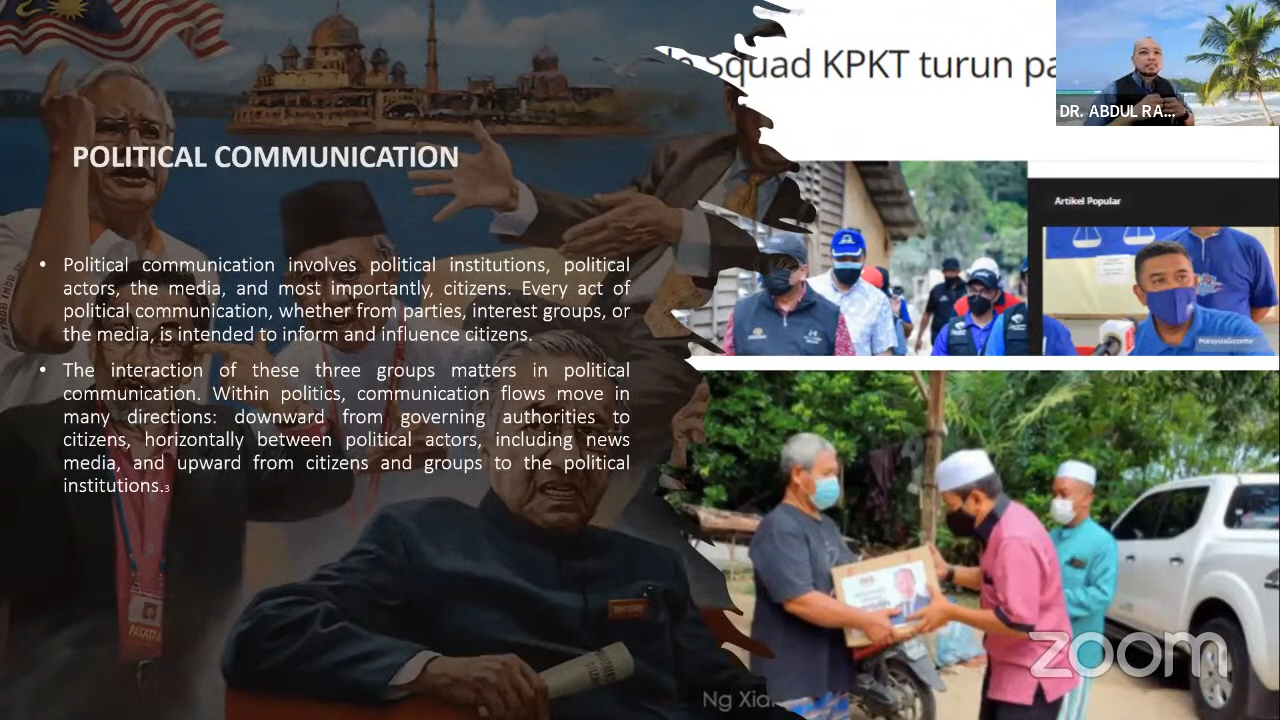 Squad KPKT turun pa
DR. ABDUL RA...
POLITICAL COMMUNICATION
Artikel Popular
• Political communication involves political institutions, political
actors, the media, and most importantly, citizens. Every act of
political communication, whether from parties, interest groups, or
the media, is intended to inform and influence citizens.
MalaysiaGazette
• The interaction of these three groups matters in political
communication. Within politics, communication flows move in
many directions: downward from governing authorities to
citizens, horizontally between political actors, including news
media, and upward from citizens and groups to the political
institutions.3
zoom
Ng Xia